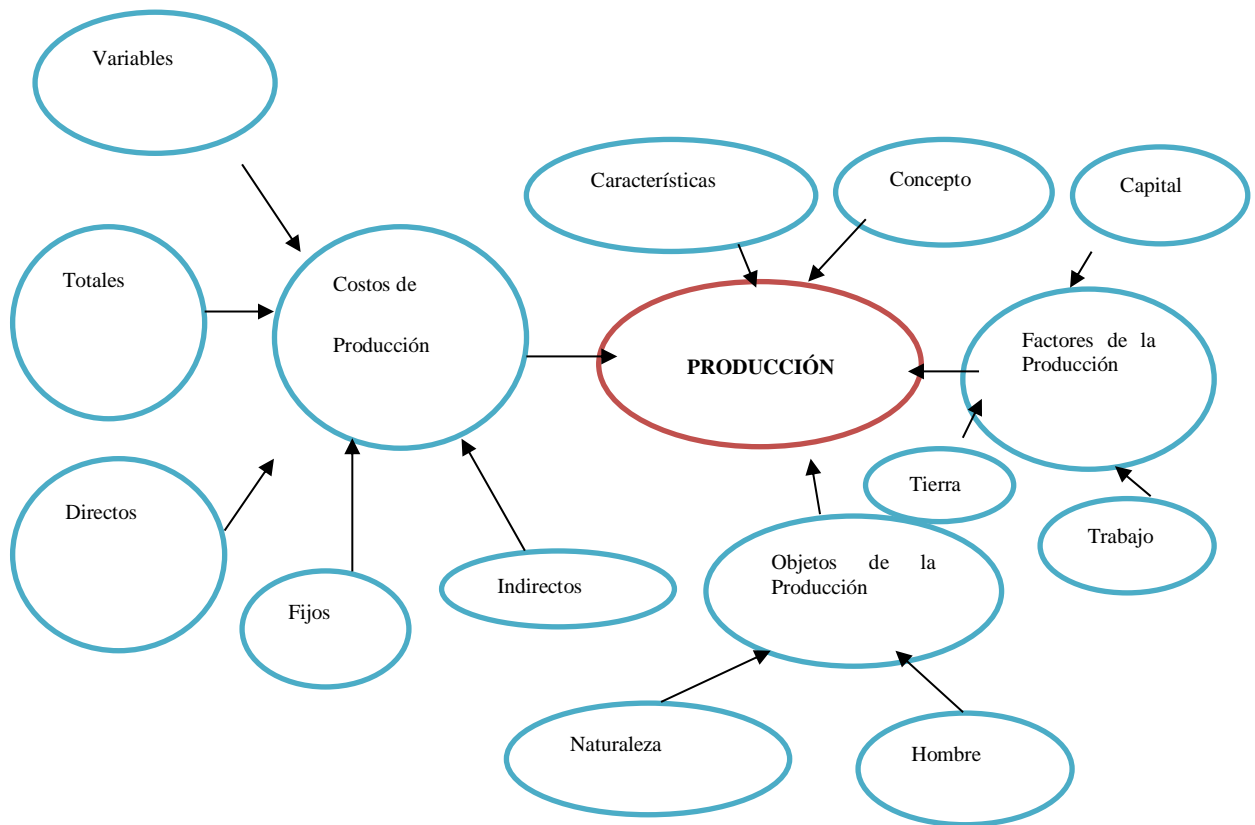 Variables
Características
Concepto
Capital
Totales
Costos de
Producción
PRODUCCIÓN
Factores de la
Producción
Directos
Fijos
Indirectos
Tierra
Trabajo
Objetos de la
Producción
Naturaleza
Hombre